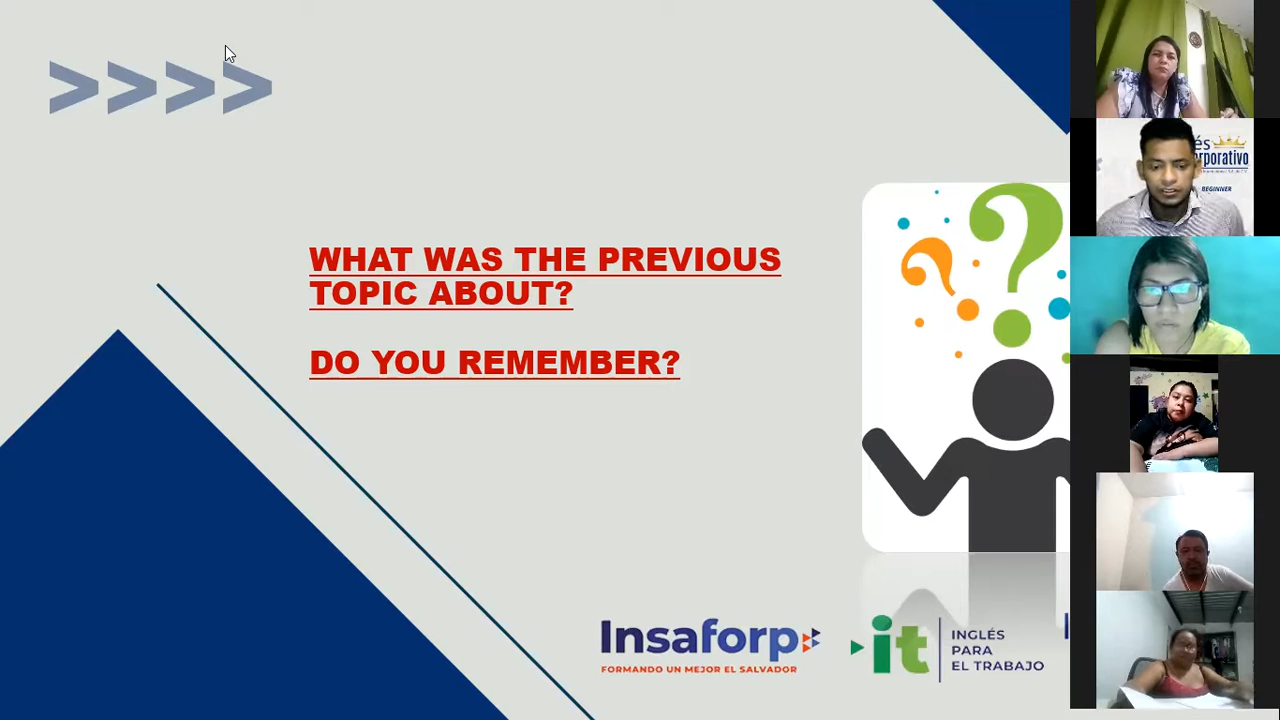 >>>>
WHAT WAS THE PREVIOUS
TOPIC ABOUT?
DO YOU REMEMBER?
Insaforp
FORMANDO UN MEJOR EL SALVADOR
it
INGLÉS
PARA
EL TRABAJO
BEGINNER